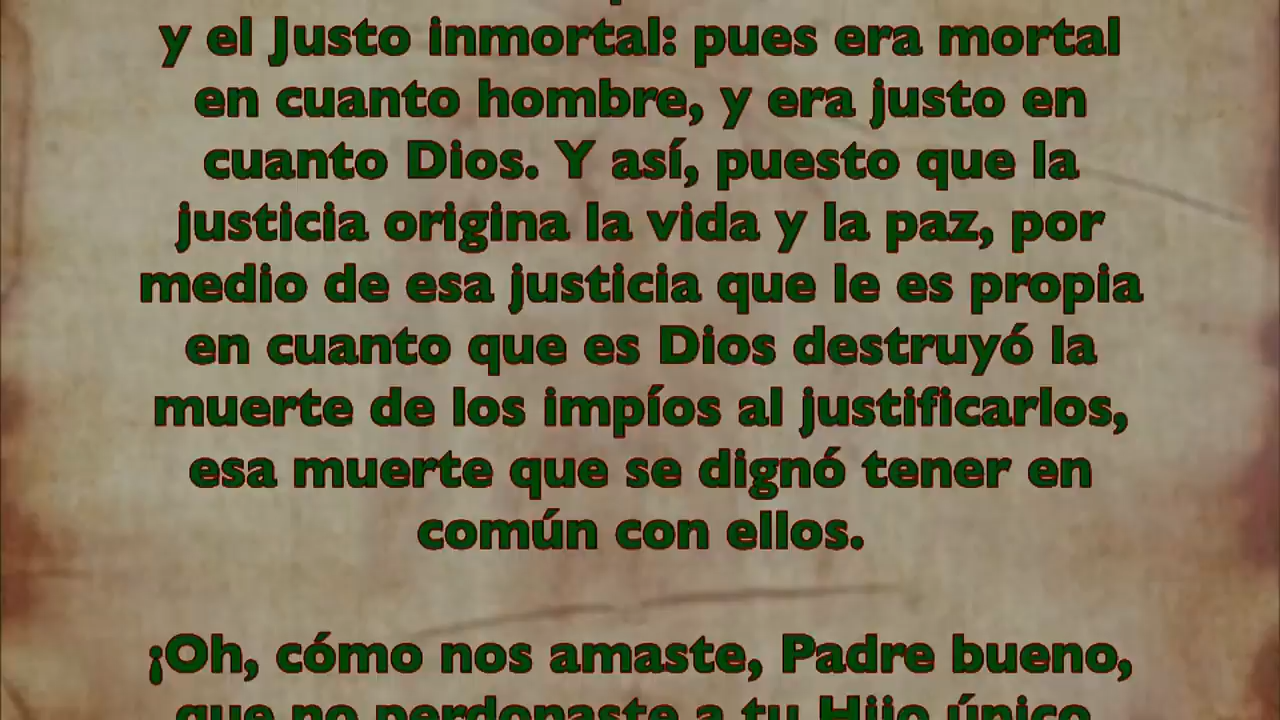 y el Justo inmortal: pues era mortal
en cuanto hombre, y era justo en
cuanto Dios. Y así, puesto que la
justicia origina la vida y la paz, por
medio de esa justicia que le es propia
en cuanto que es Dios destruyó la
muerte de los impíos al justificarlos,
esa muerte que se dignó tener en
común con ellos.
¡Oh, cómo nos amaste, Padre bueno,
que no perdonaste a tu Hijo único